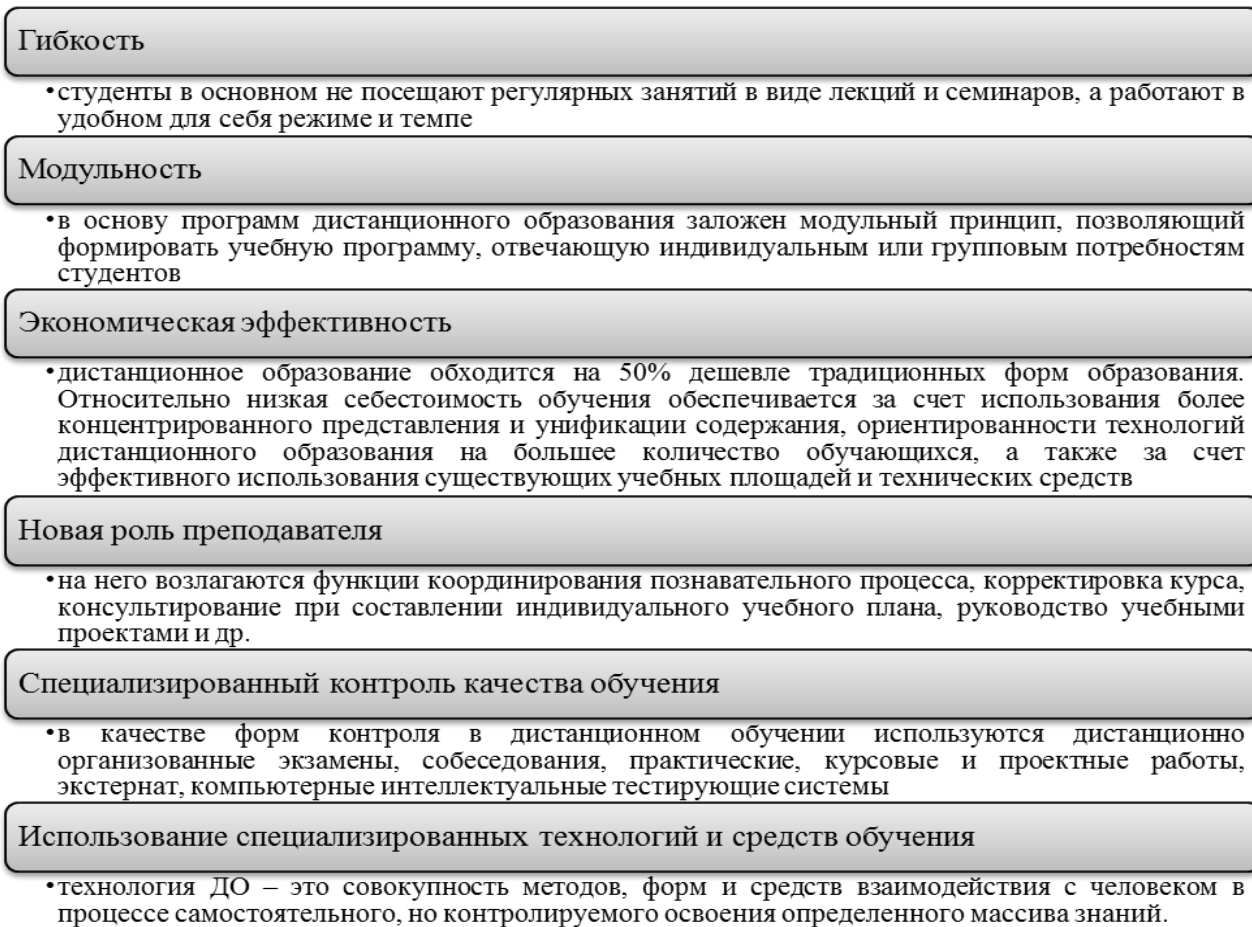 Гибкость
•студенты в основном не посещают регулярных занятий в виде лекций и семинаров, а работают в
удобном для себя режиме и темпе
Модульность
•в основу программ дистанционного образования заложен модульный принцип, позволяющий
формировать учебную программу, отвечающую индивидуальным или групповым потребностям
студентов
Экономическая эффективность
•дистанционное образование обходится на 50% дешевле традиционных форм образования.
Относительно низкая себестоимость обучения обеспечивается за счет использования более
концентрированного представления и унификации содержания, ориентированности технологий
дистанционного образования на большее количество обучающихся, а также за счет
эффективного использования существующих учебных площадей и технических средств
Новая роль преподавателя
•на него возлагаются функции координирования познавательного процесса, корректировка курса,
консультирование при составлении индивидуального учебного плана, руководство учебными
проектами и др.
Специализированный контроль качества обучения
•в качестве форм контроля в дистанционном обучении используются дистанционно
организованные экзамены, собеседования, практические, курсовые и проектные работы,
экстернат, компьютерные интеллектуальные тестирующие системы
Использование специализированных технологий и средств обучения
•технология ДО – это совокупность методов, форм и средств взаимодействия с человеком в
процессе самостоятельного, но контролируемого освоения определенного массива знаний.